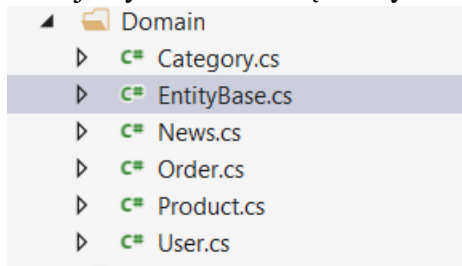 Domain
C# Category.cs
C# EntityBase.cs
C# News.cs
C# Order.cs
C# Product.cs
C# User.cs